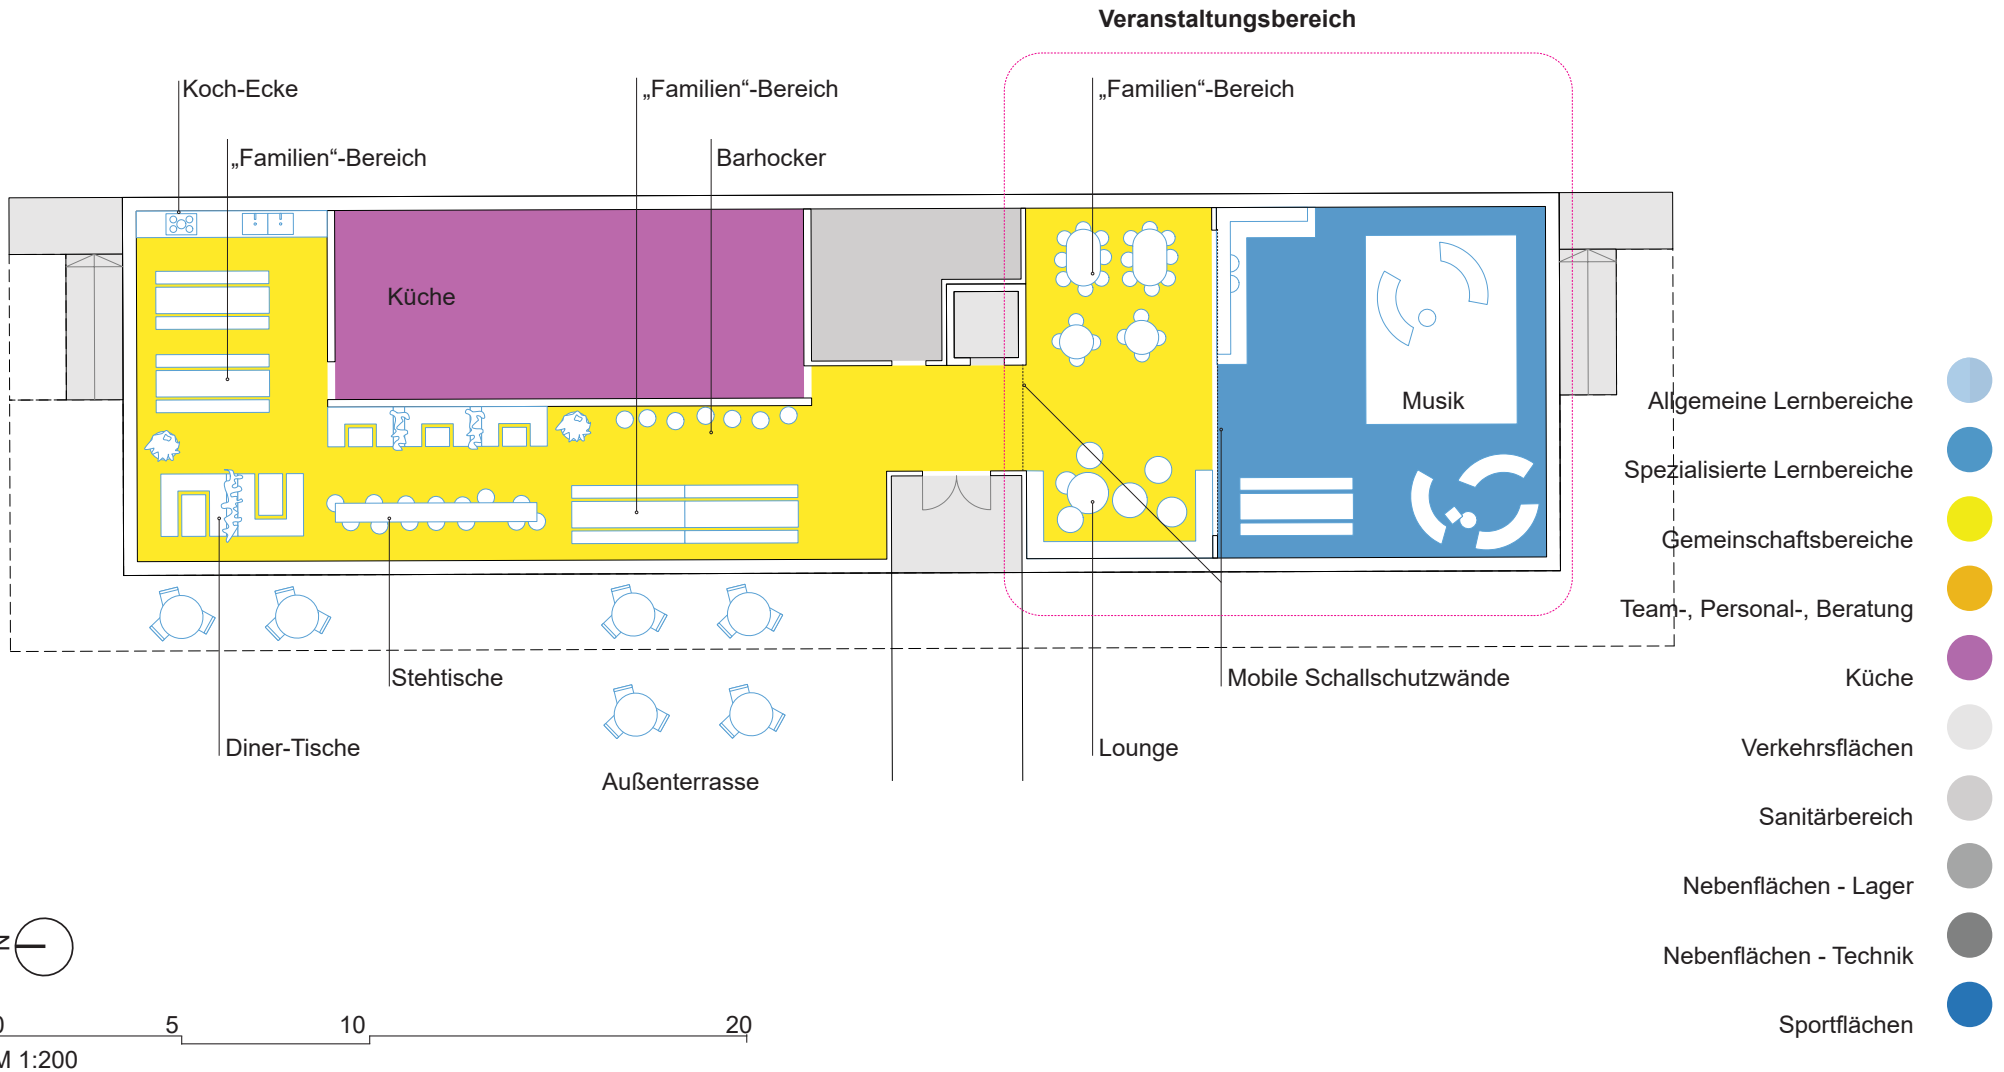 Veranstaltungsbereich
Koch-Ecke
„Familien“-Bereich
„Familien“-Bereich
„Familien“-Bereich
Barhocker
Küche
Musik
Stehtische
Mobile Schallschutzwände
Diner-Tische
Lounge
Außenterrasse
Allgemeine Lernbereiche
Spezialisierte Lernbereiche
Gemeinschaftsbereiche
Team-, Personal-, Beratung
Küche
Verkehrsflächen
Sanitärbereich
Nebenflächen - Lager
Nebenflächen - Technik
Sportflächen
N
0 5 10 20
M 1:200